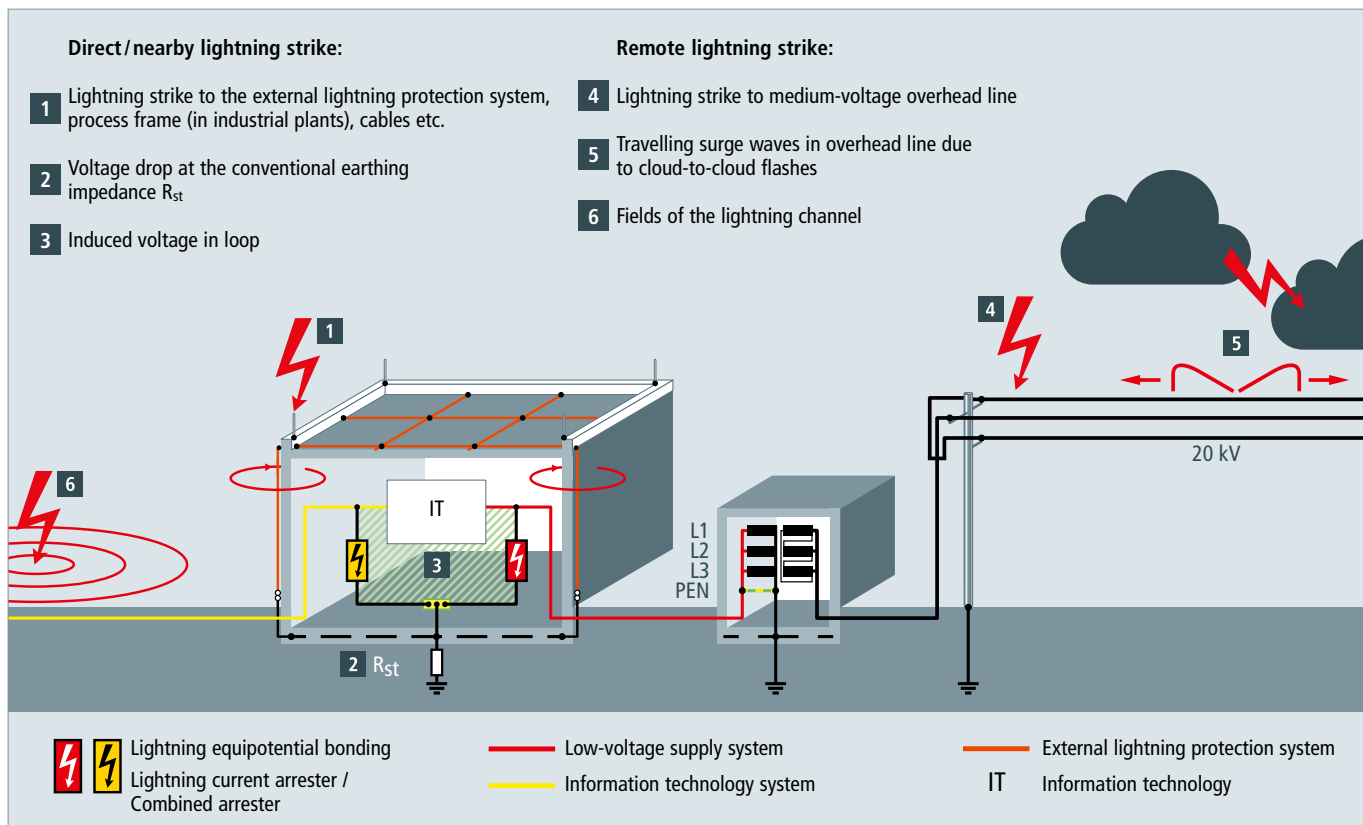 Direct/nearby lightning strike:
1 Lightning strike to the external lightning protection system,
process frame (in industrial plants), cables etc.
2 Voltage drop at the conventional earthing
impedance Rst
3 Induced voltage in loop
Remote lightning strike:
4 Lightning strike to medium-voltage overhead line
5 Travelling surge waves in overhead line due
to cloud-to-cloud flashes
6 Fields of the lightning channel
1
4
5
20 kV
6
IT
3
L1
L2
L3
PEN
2 Rst
Lightning equipotential bonding
Lightning current arrester /
Combined arrester
Low-voltage supply system
Information technology system
External lightning protection system
IT Information technology